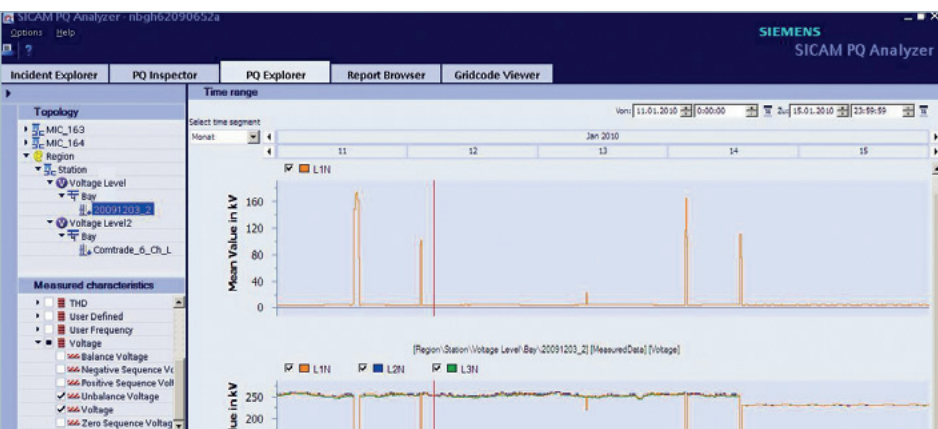 SICAM PQ Analyzer - nbgh62090652a
Options Help
SIEMENS
SICAM PQ Analyzer
?
Incident Explorer PQ Inspector PQ Explorer Report Browser Gridcode Viewer
Time range
Topology
MIC_163
MIC_164
Region
Station
Voltage Level
Bay
20091203_2
Voltage Level2
Bay
Comtrade_6_Ch_L
Von: 11.01.2010 0:00:00 Zu: 15.01.2010 23:59:59
Select time segment
Monat
Jan 2010
11 12 13 14 15
L1N
Mean Value in kV
160
120
80
40
0
Measured characteristics
THD
User Defined
User Frequency
Voltage
Balance Voltage
Negative Sequence Vo
Positive Sequence Volt
Unbalance Voltage
Voltage
Zero Sequence Voltag
[Region\Station\Voltage Level\Bay\20091203_2] [MeasuredData] [Voltage]
L1N L2N L3N
ue in kV
250
200